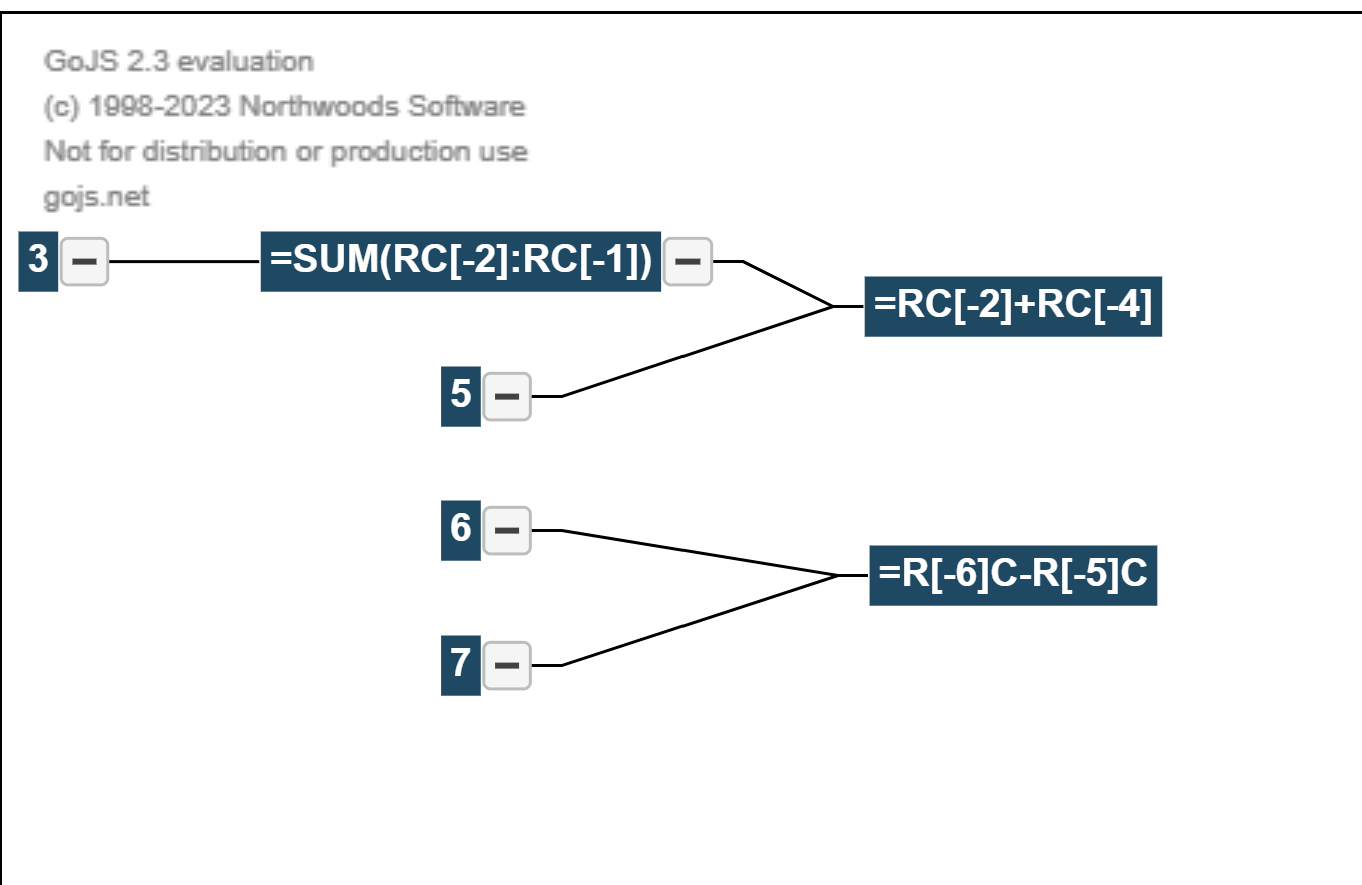 GoJS 2.3 evaluation
(c) 1998-2023 Northwoods Software
Not for distribution or production use
gojs.net
3
=SUM(RC[-2]:RC[-1])
=RC[-2]+RC[-4]
5
6
=R[-6]C-R[-5]C
7